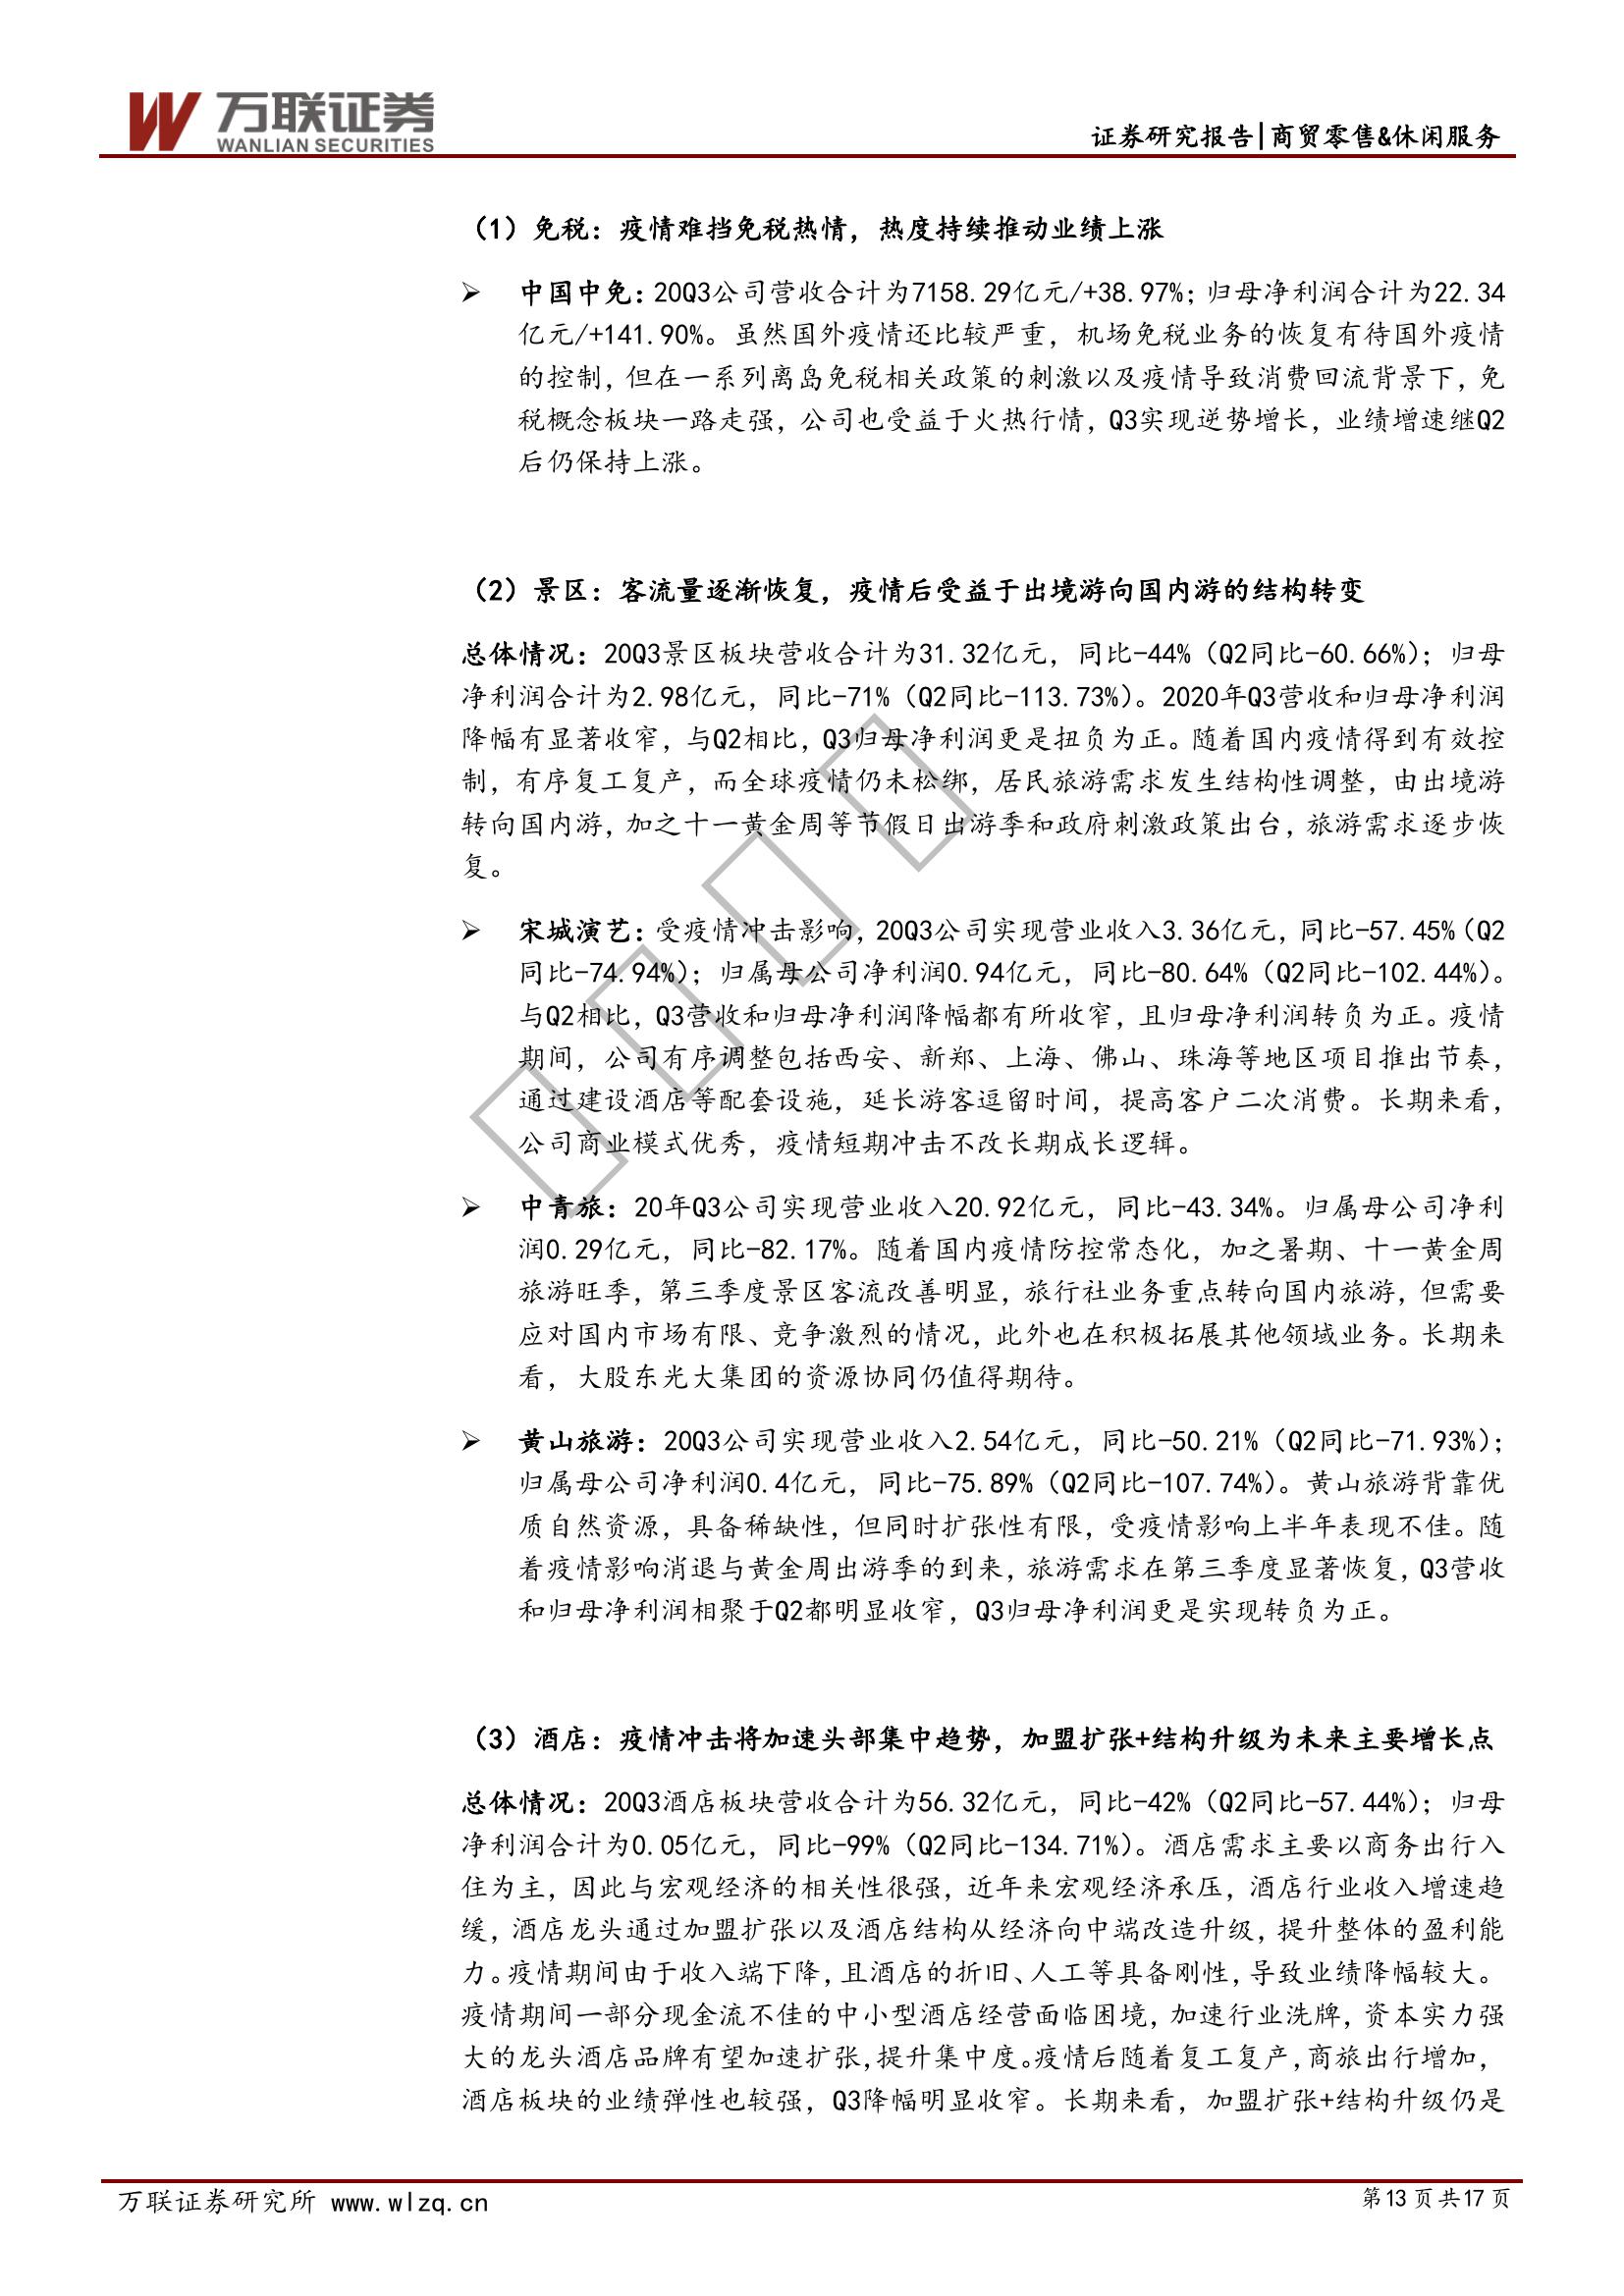 万联证券
WANLIAN SECURITIES
证券研究报告|商贸零售&休闲服务
（1）免税：疫情难挡免税热情，热度持续推动业绩上涨
➢ 中国中免：20Q3公司营收合计为7158.29亿元/+38.97%；归母净利润合计为22.34
亿元/+141.90%。虽然国外疫情还比较严重，机场免税业务的恢复有待国外疫情
的控制，但在一系列离岛免税相关政策的刺激以及疫情导致消费回流背景下，免
税概念板块一路走强，公司也受益于火热行情，Q3实现逆势增长，业绩增速继Q2
后仍保持上涨。
（2）景区：客流量逐渐恢复，疫情后受益于出境游向国内游的结构转变
总体情况：20Q3景区板块营收合计为31.32亿元，同比-44%（Q2同比-60.66%）；归母
净利润合计为2.98亿元，同比-71%（Q2同比-113.73%）。2020年Q3营收和归母净利润
降幅有显著收窄，与Q2相比，Q3归母净利润更是扭负为正。随着国内疫情得到有效控
制，有序复工复产，而全球疫情仍未松绑，居民旅游需求发生结构性调整，由出境游
转向国内游，加之十一黄金周等节假日出游季和政府刺激政策出台，旅游需求逐步恢
复。
➢ 宋城演艺：受疫情冲击影响，20Q3公司实现营业收入3.36亿元，同比-57.45%（Q2
同比-74.94%）；归属母公司净利润0.94亿元，同比-80.64%（Q2同比-102.44%）。
与Q2相比，Q3营收和归母净利润降幅都有所收窄，且归母净利润转负为正。疫情
期间，公司有序调整包括西安、新郑、上海、佛山、珠海等地区项目推出节奏，
通过建设酒店等配套设施，延长游客逗留时间，提高客户二次消费。长期来看，
公司商业模式优秀，疫情短期冲击不改长期成长逻辑。
➢ 中青旅：20年Q3公司实现营业收入20.92亿元，同比-43.34%。归属母公司净利
润0.29亿元，同比-82.17%。随着国内疫情防控常态化，加之暑期、十一黄金周
旅游旺季，第三季度景区客流改善明显，旅行社业务重点转向国内旅游，但需要
应对国内市场有限、竞争激烈的情况，此外也在积极拓展其他领域业务。长期来
看，大股东光大集团的资源协同仍值得期待。
➢ 黄山旅游：20Q3公司实现营业收入2.54亿元，同比-50.21%（Q2同比-71.93%）；
归属母公司净利润0.4亿元，同比-75.89%（Q2同比-107.74%）。黄山旅游背靠优
质自然资源，具备稀缺性，但同时扩张性有限，受疫情影响上半年表现不佳。随
着疫情影响消退与黄金周出游季的到来，旅游需求在第三季度显著恢复，Q3营收
和归母净利润相聚于Q2都明显收窄，Q3归母净利润更是实现转负为正。
（3）酒店：疫情冲击将加速头部集中趋势，加盟扩张+结构升级为未来主要增长点
总体情况：20Q3酒店板块营收合计为56.32亿元，同比-42%（Q2同比-57.44%）；归母
净利润合计为0.05亿元，同比-99%（Q2同比-134.71%）。酒店需求主要以商务出行入
住为主，因此与宏观经济的相关性很强，近年来宏观经济承压，酒店行业收入增速趋
缓，酒店龙头通过加盟扩张以及酒店结构从经济向中端改造升级，提升整体的盈利能
力。疫情期间由于收入端下降，且酒店的折旧、人工等具备刚性，导致业绩降幅较大。
疫情期间一部分现金流不佳的中小型酒店经营面临困境，加速行业洗牌，资本实力强
大的龙头酒店品牌有望加速扩张，提升集中度。疫情后随着复工复产，商旅出行增加，
酒店板块的业绩弹性也较强，Q3降幅明显收窄。长期来看，加盟扩张+结构升级仍是
万联证券研究所 www.wlzq.cn
第13页共17页